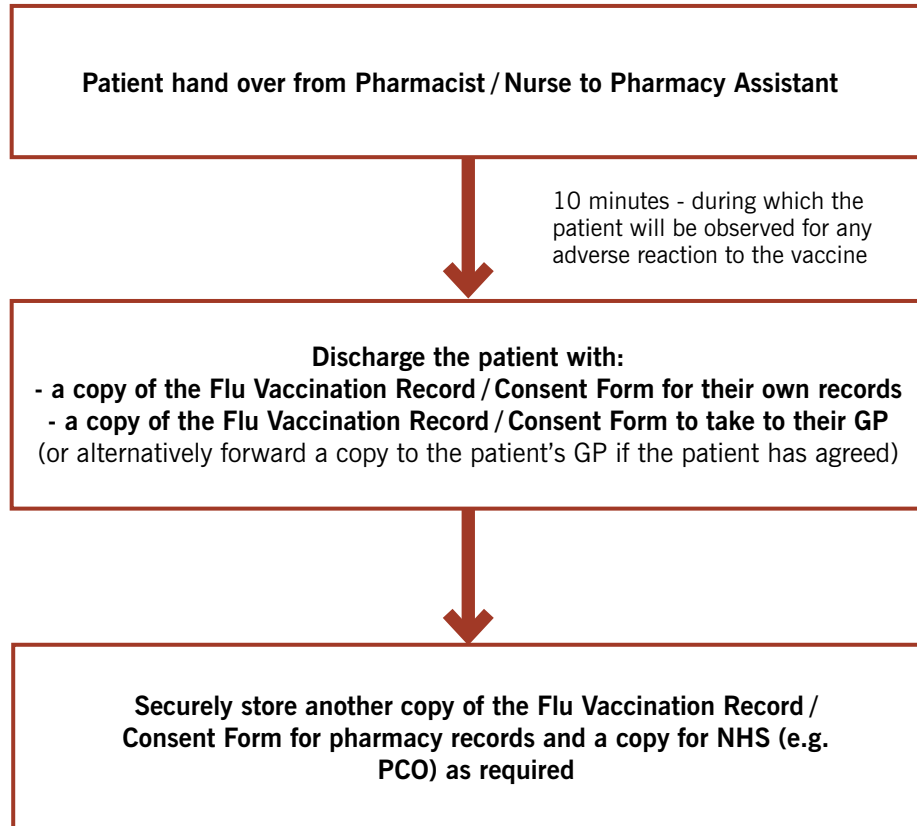 Patient hand over from Pharmacist / Nurse to Pharmacy Assistant
10 minutes - during which the
patient will be observed for any
adverse reaction to the vaccine
Discharge the patient with:
- a copy of the Flu Vaccination Record / Consent Form for their own records
- a copy of the Flu Vaccination Record / Consent Form to take to their GP
(or alternatively forward a copy to the patient's GP if the patient has agreed)
Securely store another copy of the Flu Vaccination Record /
Consent Form for pharmacy records and a copy for NHS (e.g.
PCO) as required